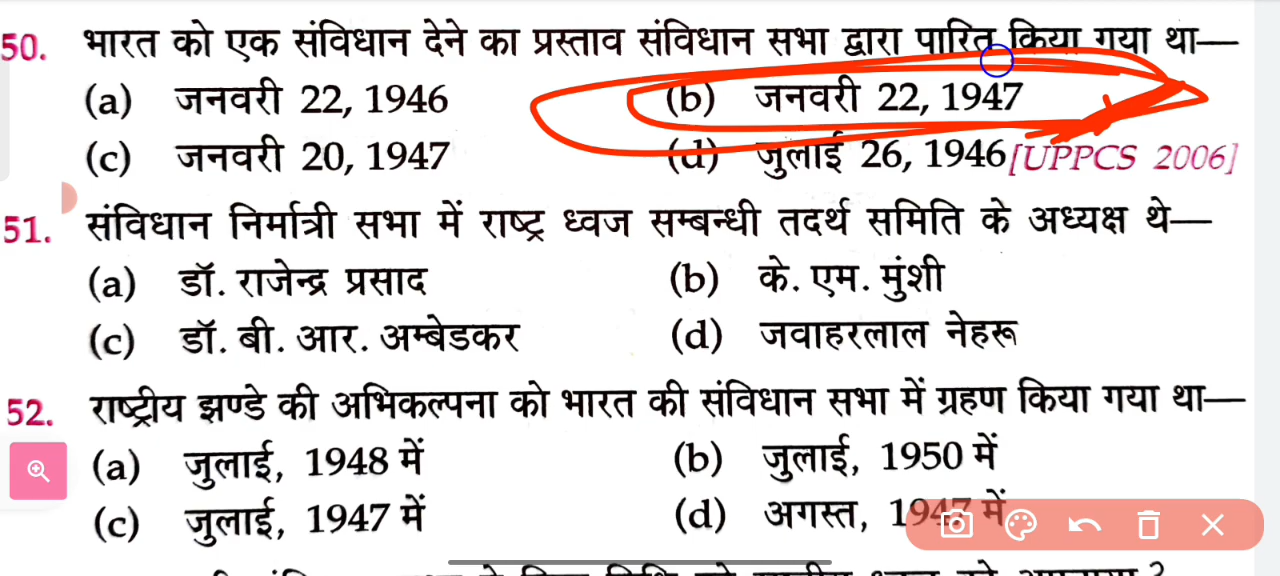 50. भारत को एक संविधान देने का प्रस्ताव संविधान सभा द्वारा पारित किया गया था—
(a) जनवरी 22, 1946 (b) जनवरी 22, 1947
(c) जनवरी 20, 1947 (d) जुलाई 26, 1946 [UPPCS 2006]
51. संविधान निर्मात्री सभा में राष्ट्र ध्वज सम्बन्धी तदर्थ समिति के अध्यक्ष थे—
(a) डॉ. राजेन्द्र प्रसाद (b) के. एम. मुंशी
(c) डॉ. बी. आर. अम्बेडकर (d) जवाहरलाल नेहरू
52. राष्ट्रीय झण्डे की अभिकल्पना को भारत की संविधान सभा में ग्रहण किया गया था—
(a) जुलाई, 1948 में (b) जुलाई, 1950 में
(c) जुलाई, 1947 में (d) अगस्त, 1947 में